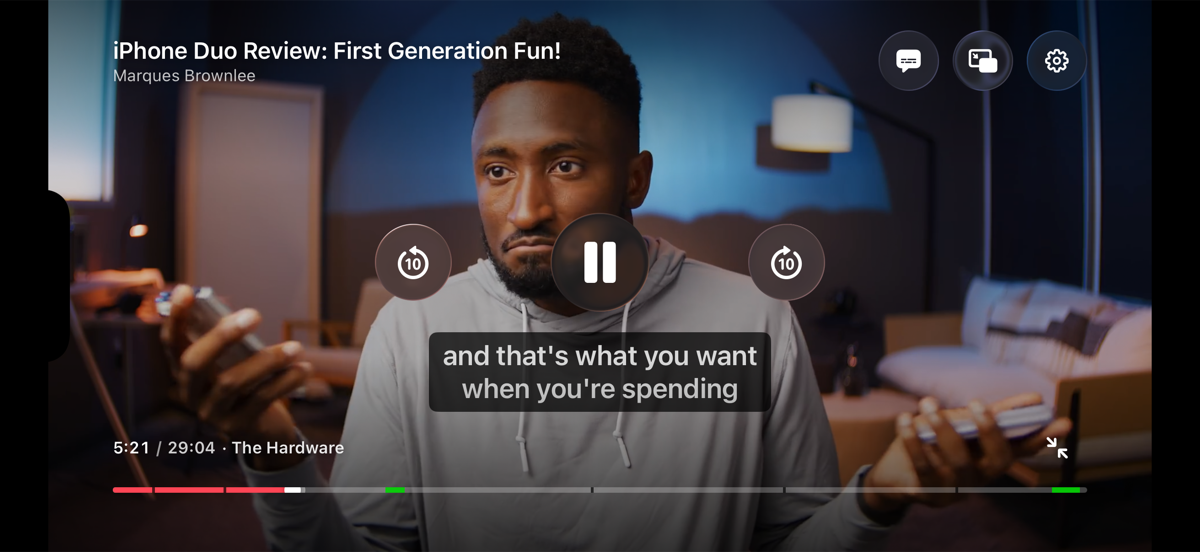 iPhone Duo Review: First Generation Fun!
Marques Brownlee
10
10
and that's what you want
when you're spending
5:21 / 29:04 · The Hardware